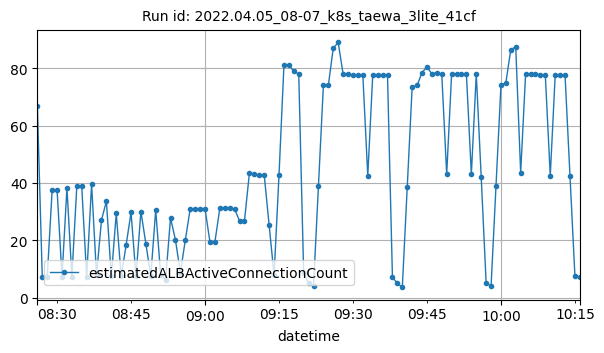 Run id: 2022.04.05_08-07_k8s_taewa_3lite_41cf
80
60
40
20
0
estimatedALBActiveConnectionCount
08:30 08:45 09:00 09:15 09:30 09:45 10:00 10:15
datetime